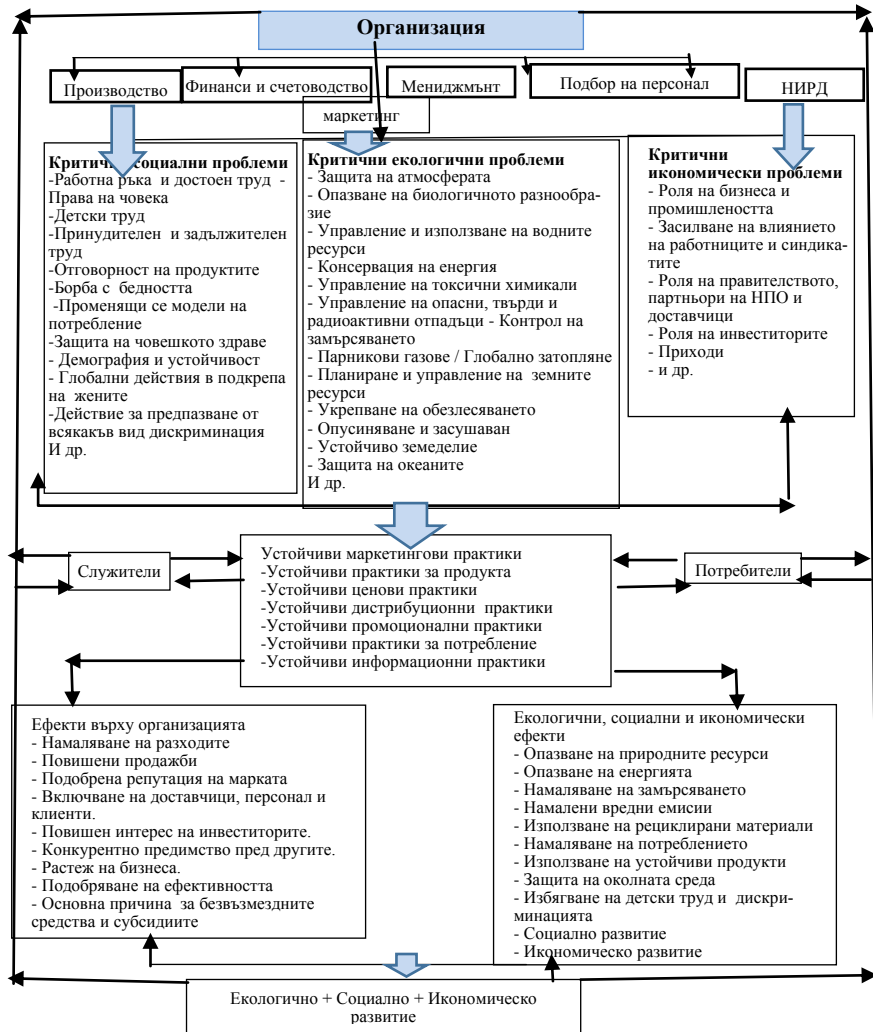 Организация
Производство
Финанси и счетоводство
Мениджмънт
Подбор на персонал
НИРД
маркетинг
Критични социални проблеми
-Работна ръка и достоен труд -
Права на човека
-Детски труд
-Принудителен и задължителен
труд
-Отговорност на продуктите
-Борба с бедността
-Променящи се модели на
потребление
-Защита на човешкото здраве
- Демография и устойчивост
- Глобални действия в подкрепа
на жените
-Действие за предпазване от
всякакъв вид дискриминация
И др.
Критични екологични проблеми
- Защита на атмосферата
- Опазване на биологичното разнообра-
зие
- Управление и използване на водните
ресурси
- Консервация на енергия
- Управление на токсични химикали
- Управление на опасни, твърди и
радиоактивни отпадъци - Контрол на
замърсяването
- Парникови газове / Глобално затопляне
- Планиране и управление на земните
ресурси
- Укрепване на обезлесяването
- Опусиняване и засушаван
- Устойчиво земеделие
- Защита на океаните
И др.
Критични
икономически проблеми
- Роля на бизнеса и
промишлеността
- Засилване на влиянието
на работниците и синдика-
тите
- Роля на правителството,
партньори на НПО и
доставчици
- Роля на инвеститорите
- Приходи
- и др.
Служители
Устойчиви маркетингови практики
-Устойчиви практики за продукта
-Устойчиви ценови практики
-Устойчиви дистрибуционни практики
-Устойчиви промоционални практики
-Устойчиви практики за потребление
-Устойчиви информационни практики
Потребители
Ефекти върху организацията
- Намаляване на разходите
- Повишени продажби
- Подобрена репутация на марката
- Включване на доставчици, персонал и
клиенти.
- Повишен интерес на инвеститорите.
- Конкурентно предимство пред другите.
- Растеж на бизнеса.
- Подобряване на ефективността
- Основна причина за безвъзмездните
средства и субсидиите
Екологични, социални и икономически
ефекти
- Опазване на природните ресурси
- Опазване на енергията
- Намаляване на замърсяването
- Намалени вредни емисии
- Използване на рециклирани материали
- Намаляване на потреблението
- Използване на устойчиви продукти
- Защита на околната среда
- Избягване на детски труд и дискри-
минацията
- Социално развитие
- Икономическо развитие
Екологично + Социално + Икономическо
развитие